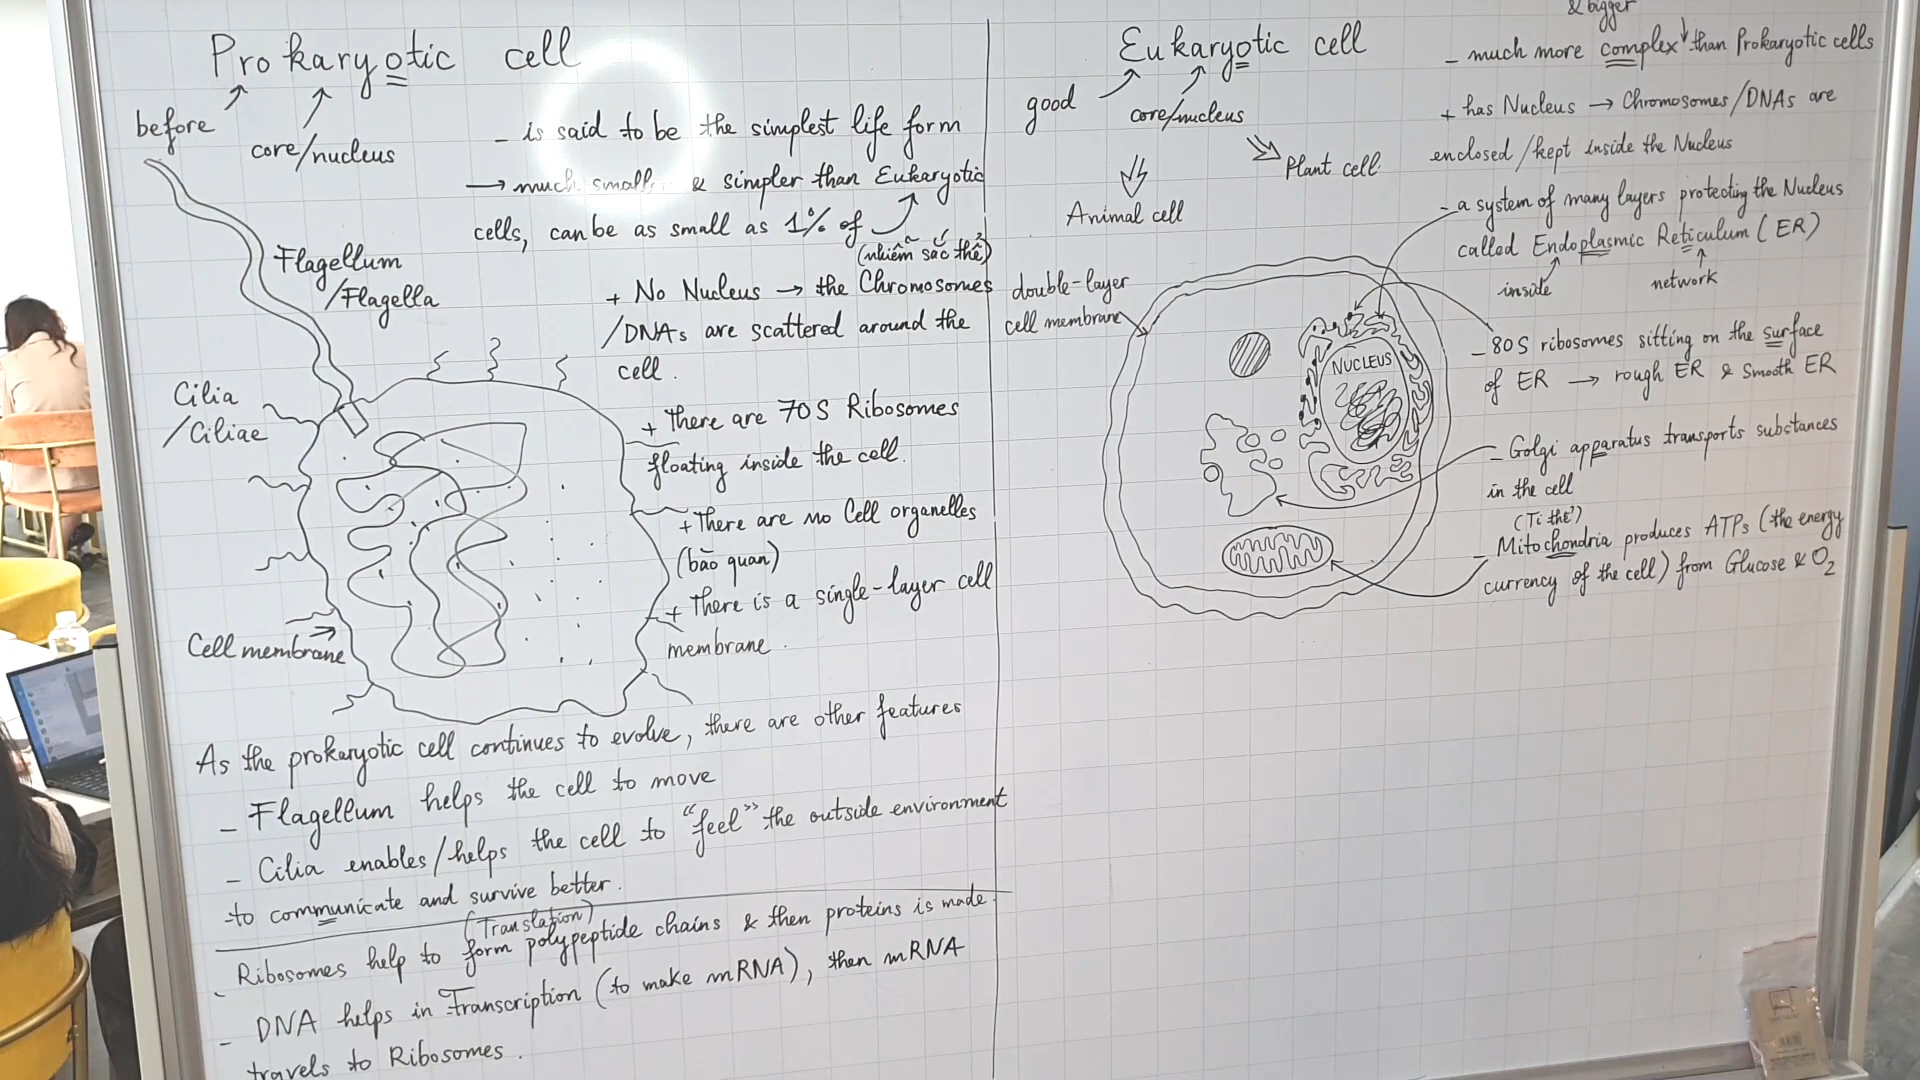 Prokaryotic cell
before
core/nucleus
- is said to be the simplest life form
→ much small & simpler than Eukaryotic
cells, can be as small as 1% of
(nhiễm sắc thể)
Flagellum
/Flagella
+ No Nucleus → the Chromosomes
/DNAs are scattered around the
cell.
Cilia
/Ciliae
+ There are 70S Ribosomes
floating inside the cell.
+ There are no Cell organelles
(bào quan)
+ There is a single-layer cell
membrane.
Cell membrane
As the prokaryotic cell continues to evolve, there are other features
- Flagellum helps the cell to move
- Cilia enables/helps the cell to "feel" the outside environment
to communicate and survive better.
(Translation)
- Ribosomes help to form polypeptide chains & then proteins is made.
- DNA helps in Transcription (to make mRNA), then mRNA
travels to Ribosomes.
Eukaryotic cell
good
core/nucleus
Animal cell
Plant cell
& bigger
- much more complex than Prokaryotic cells
+ has Nucleus → Chromosomes/DNAs are
enclosed/kept inside the Nucleus
- a system of many layers protecting the Nucleus
called Endoplasmic Reticulum (ER)
inside
network
double-layer
cell membrane
NUCLEUS
- 80S ribosomes sitting on the surface
of ER → rough ER & smooth ER
- Golgi apparatus transports substances
in the cell
(Ti thể)
- Mitochondria produces ATPs (the energy
currency of the cell) from Glucose & O2